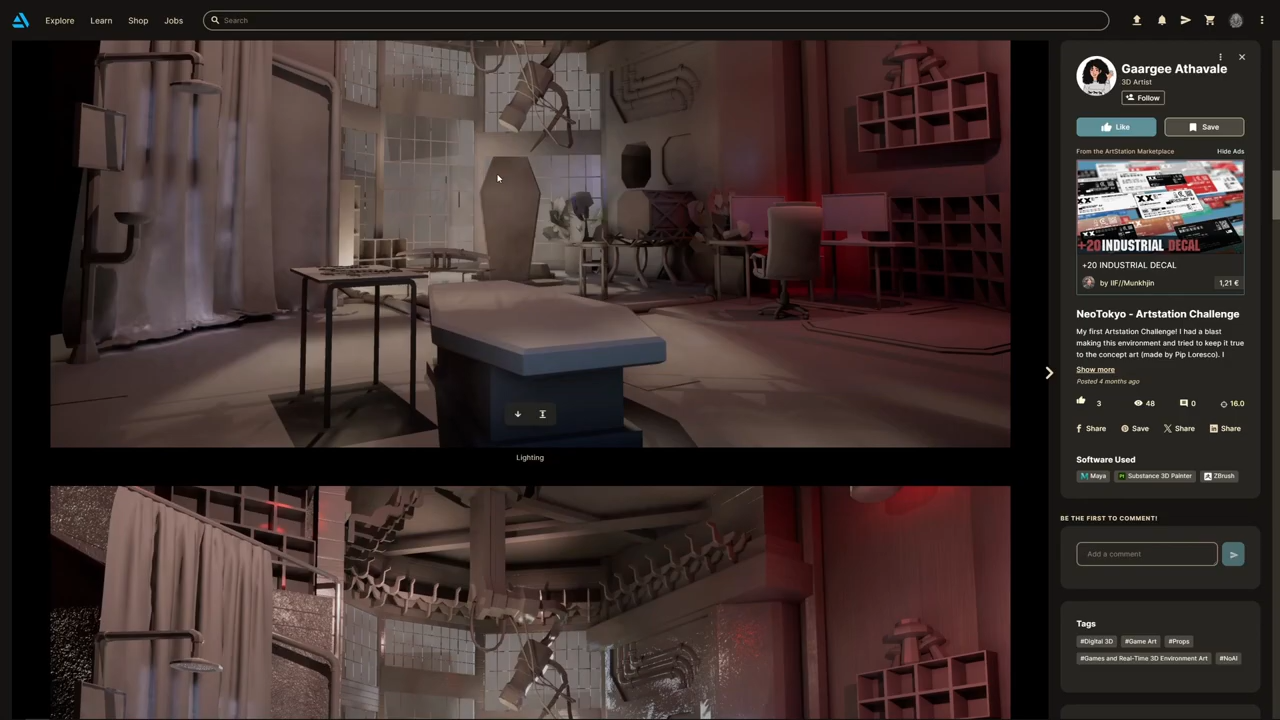 Explore
Learn
Shop
Jobs
Search
Gaargee Athavale
3D Artist
Follow
Like
Save
From the ArtStation Marketplace
Hide Ads
+20 INDUSTRIAL DECAL
+20 INDUSTRIAL DECAL
by IIF//Munkhjin
1,21 €
NeoTokyo - Artstation Challenge
My first Artstation Challenge! I had a blast
making this environment and tried to keep it true
to the concept art (made by Pip Loresco). I
Show more
Posted 4 months ago
3
48
0
16.0
Share
Save
Share
Share
Software Used
Maya
Substance 3D Painter
ZBrush
BE THE FIRST TO COMMENT!
Add a comment
Tags
#Digital 3D
#Game Art
#Props
#Games and Real-Time 3D Environment Art
#NoAI
Lighting